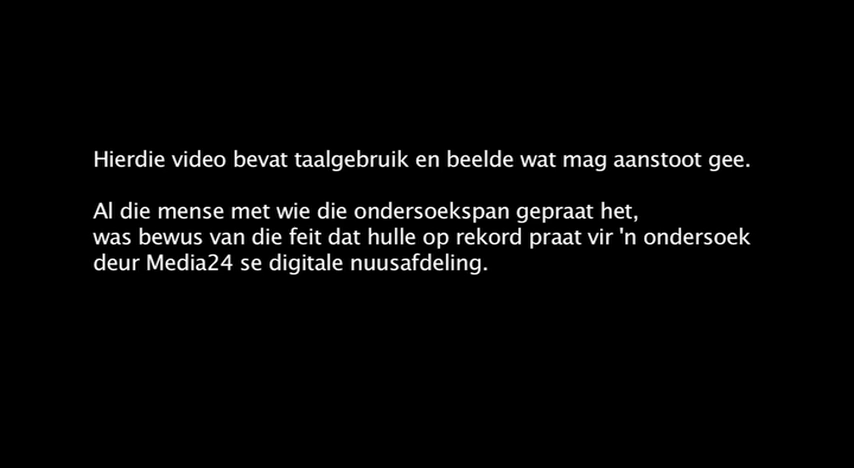 Hierdie video bevat taalgebruik en beelde wat mag aanstoot gee.
Al die mense met wie die ondersoekspan gepraat het,
was bewus van die feit dat hulle op rekord praat vir 'n ondersoek
deur Media24 se digitale nuusafdeling.